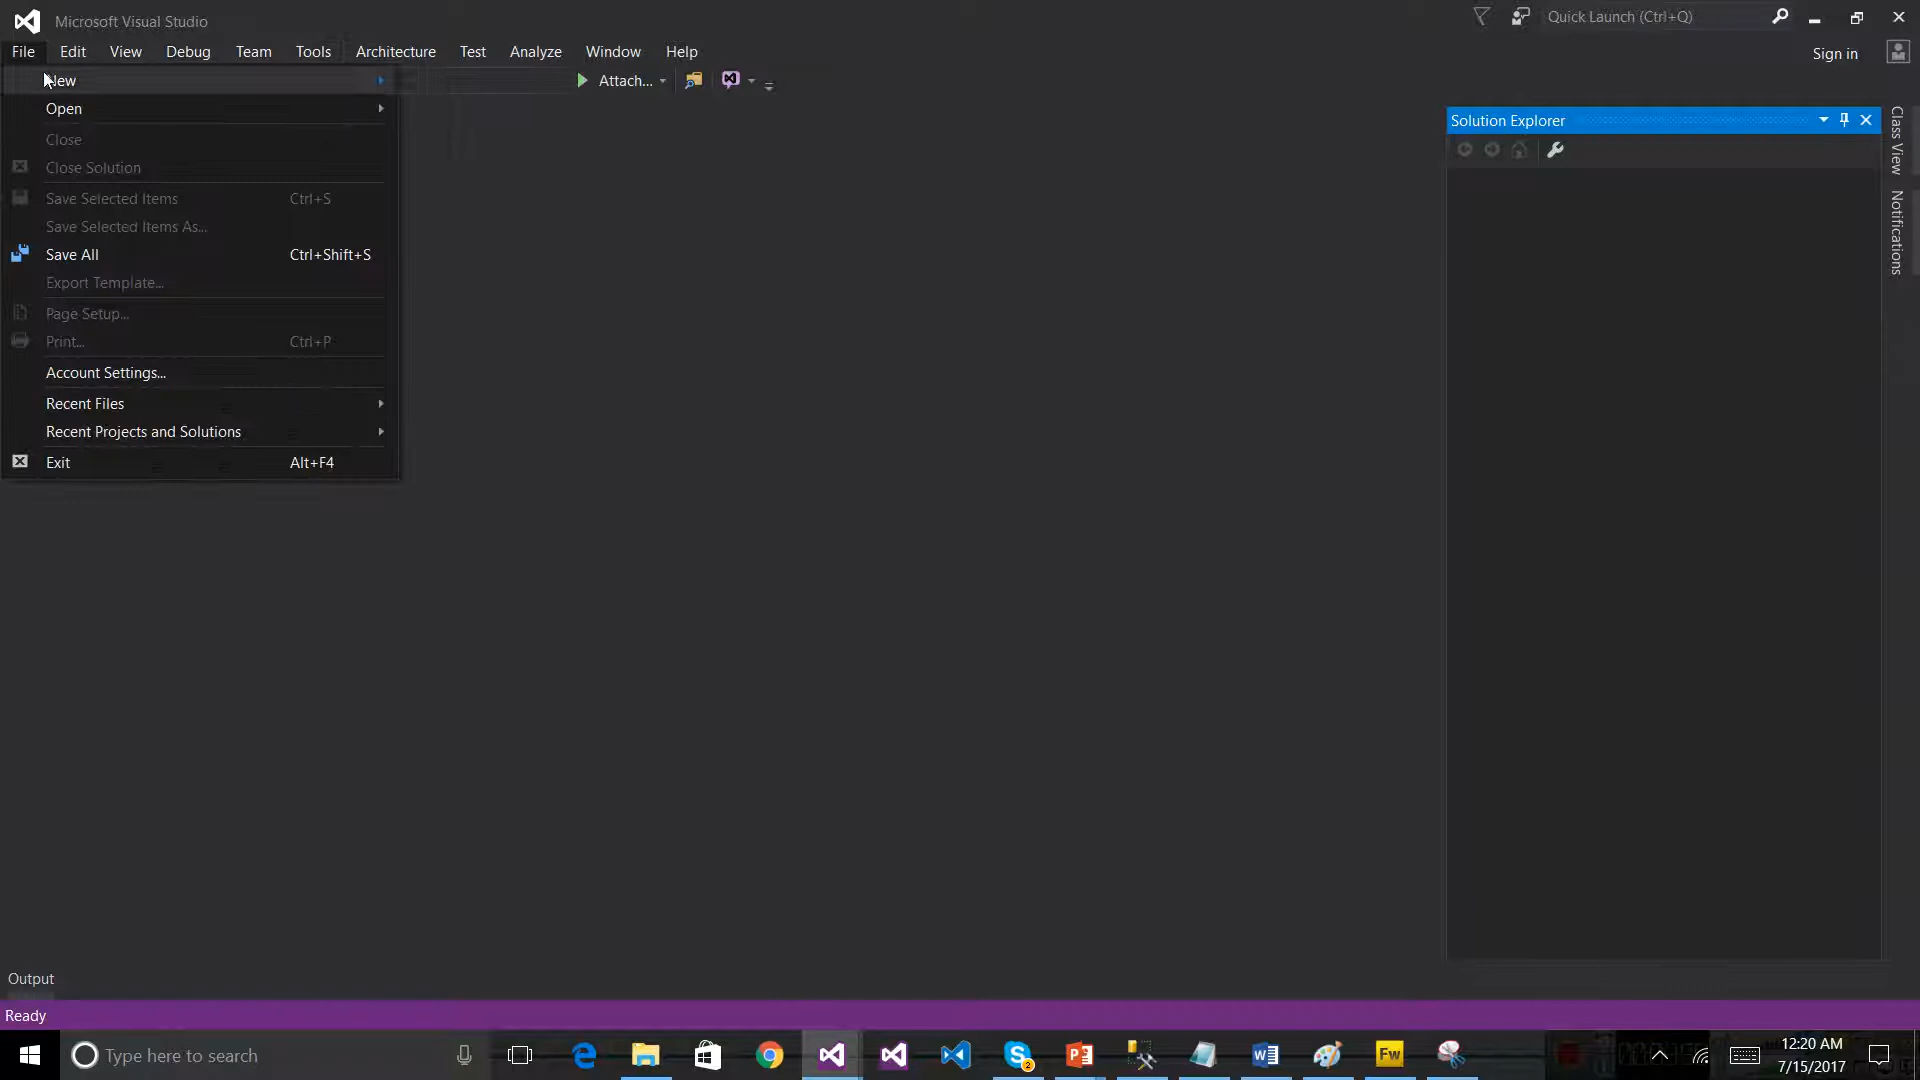 Microsoft Visual Studio
Quick Launch (Ctrl+Q)
File Edit View Debug Team Tools Architecture Test Analyze Window Help
Sign in
New
Attach...
Open
Solution Explorer
Close
Close Solution
Save Selected Items Ctrl+S
Save Selected Items As...
Save All Ctrl+Shift+S
Export Template...
Page Setup...
Print... Ctrl+P
Account Settings...
Recent Files
Recent Projects and Solutions
Exit Alt+F4
Class View
Notifications
Output
Ready
Type here to search
2
Fw
12:20 AM
7/15/2017